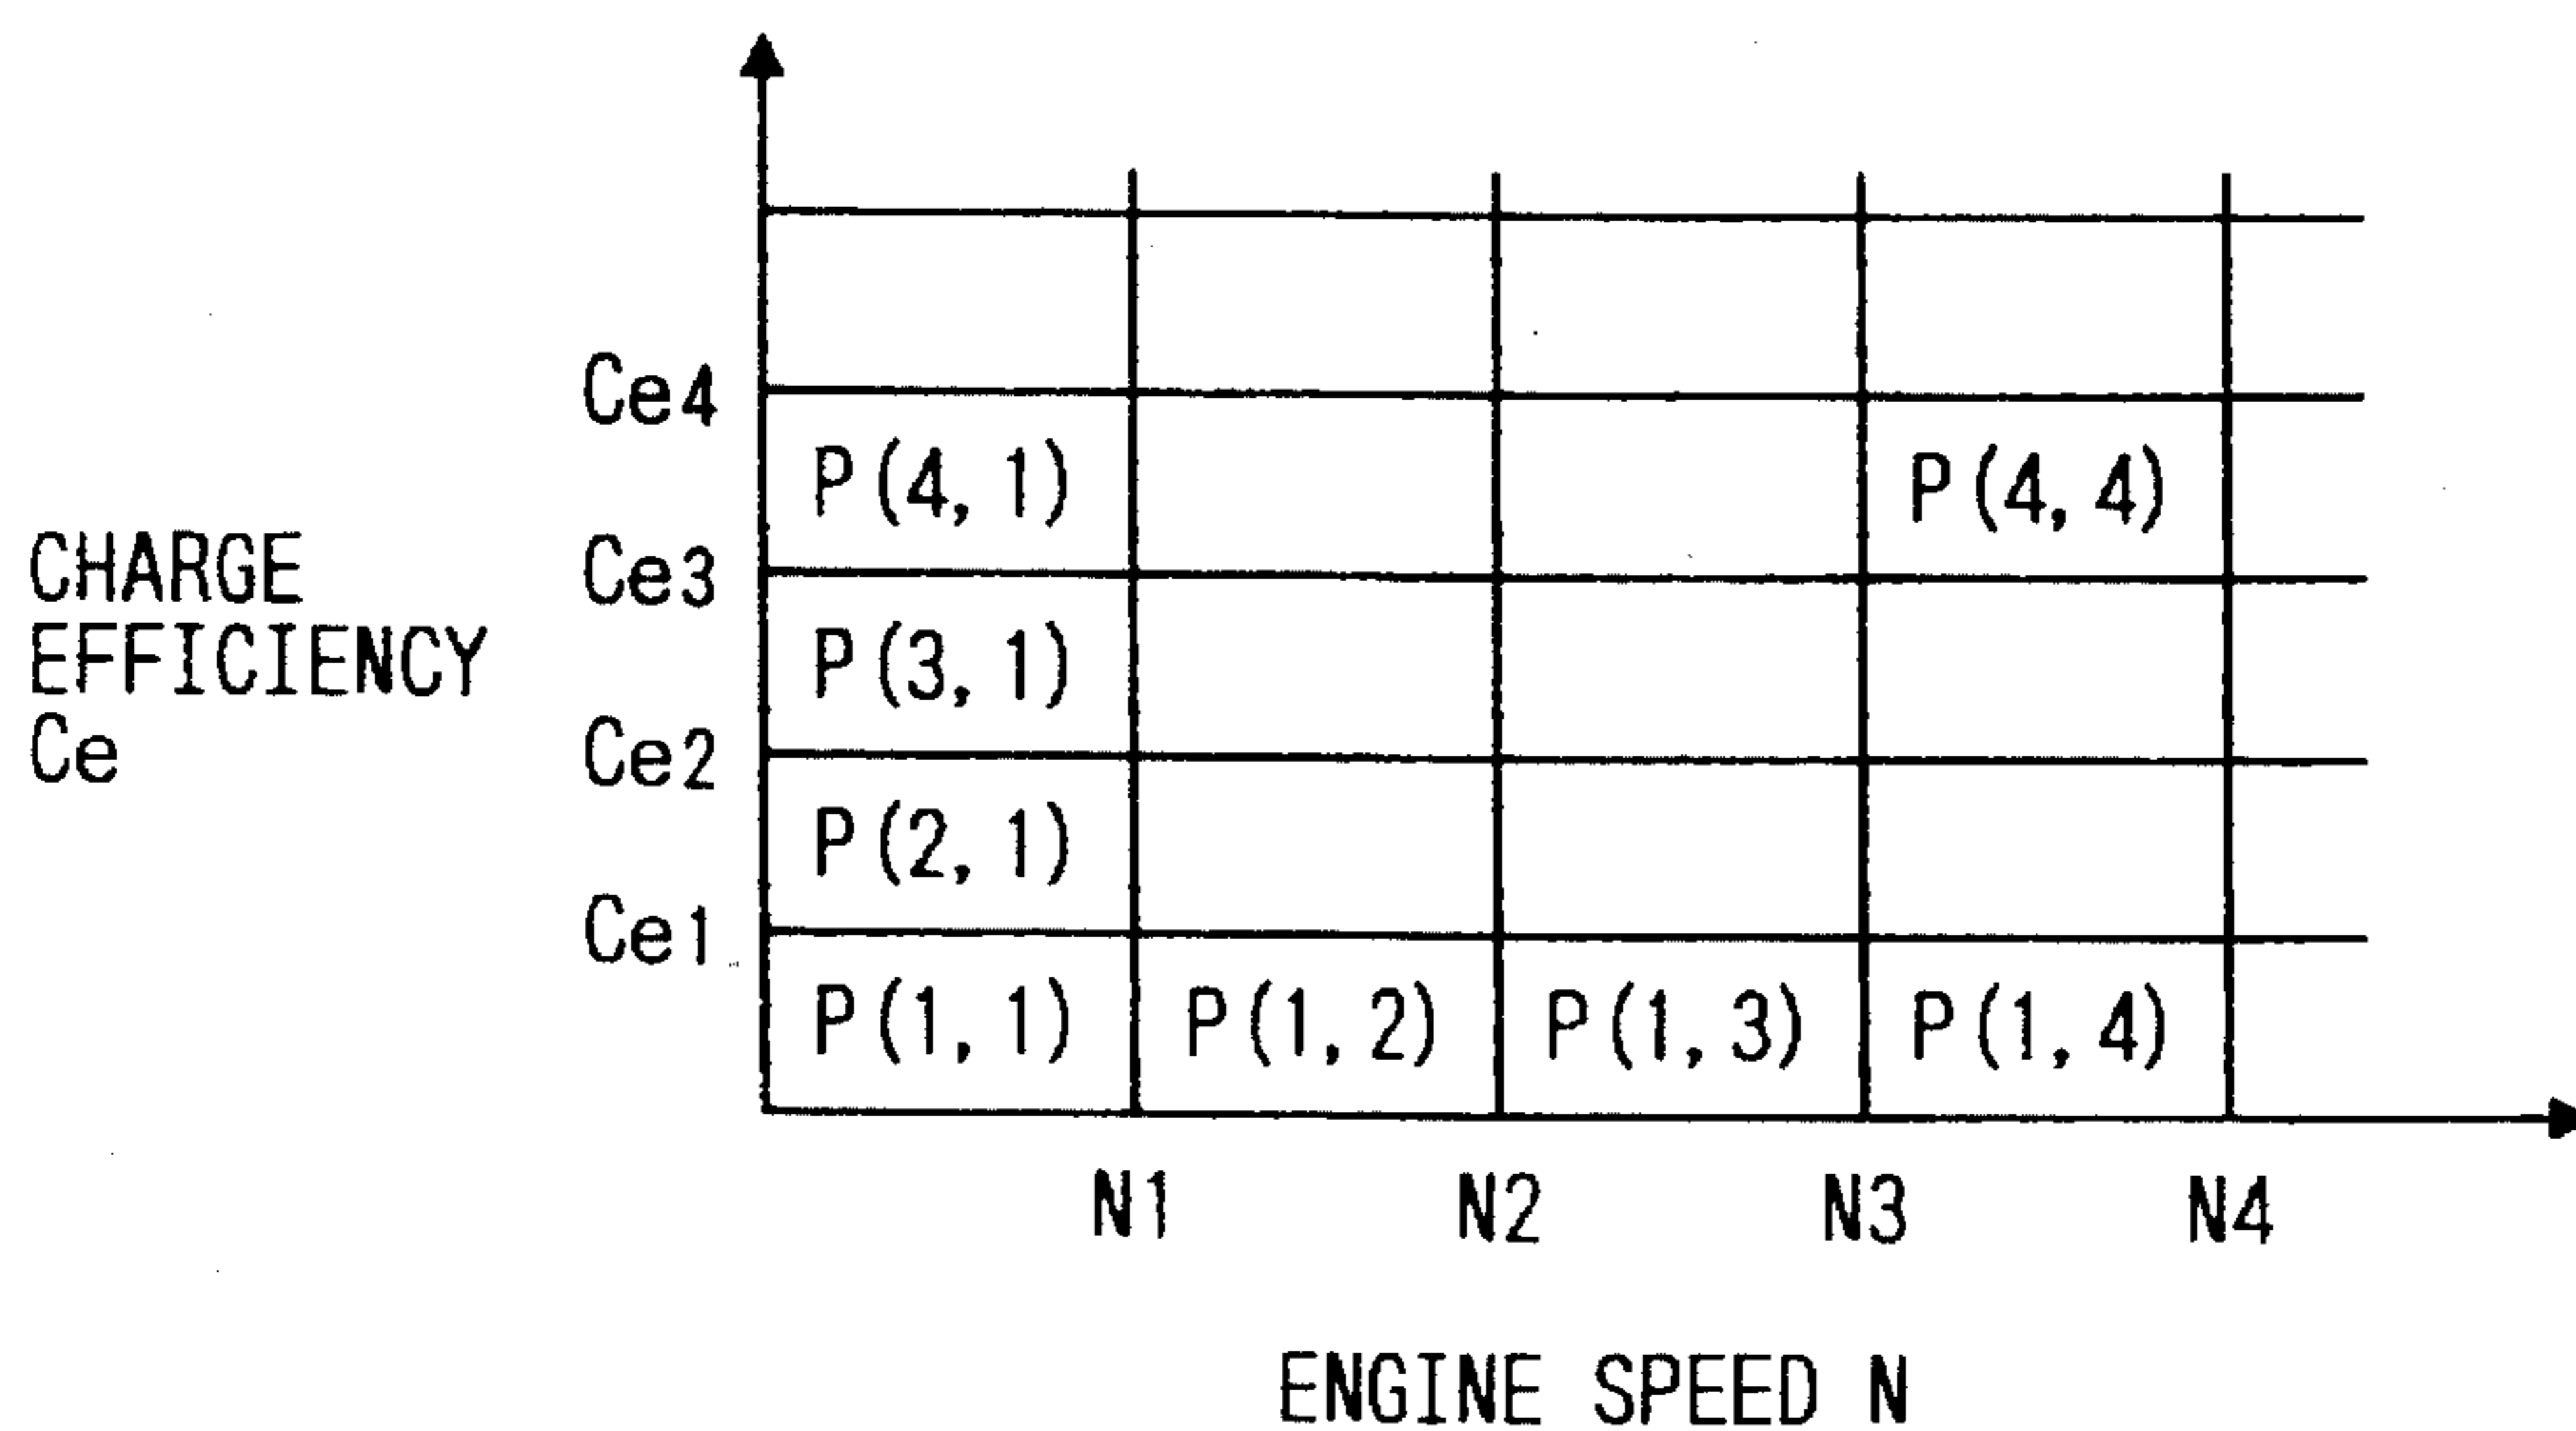 Ce4
P(4, 1)
P(4, 4)
CHARGE
EFFICIENCY
Ce
Ce3
P(3, 1)
Ce2
P(2, 1)
Ce1
P(1, 1)
P(1, 2)
P(1, 3)
P(1, 4)
N1
N2
N3
N4
ENGINE SPEED N